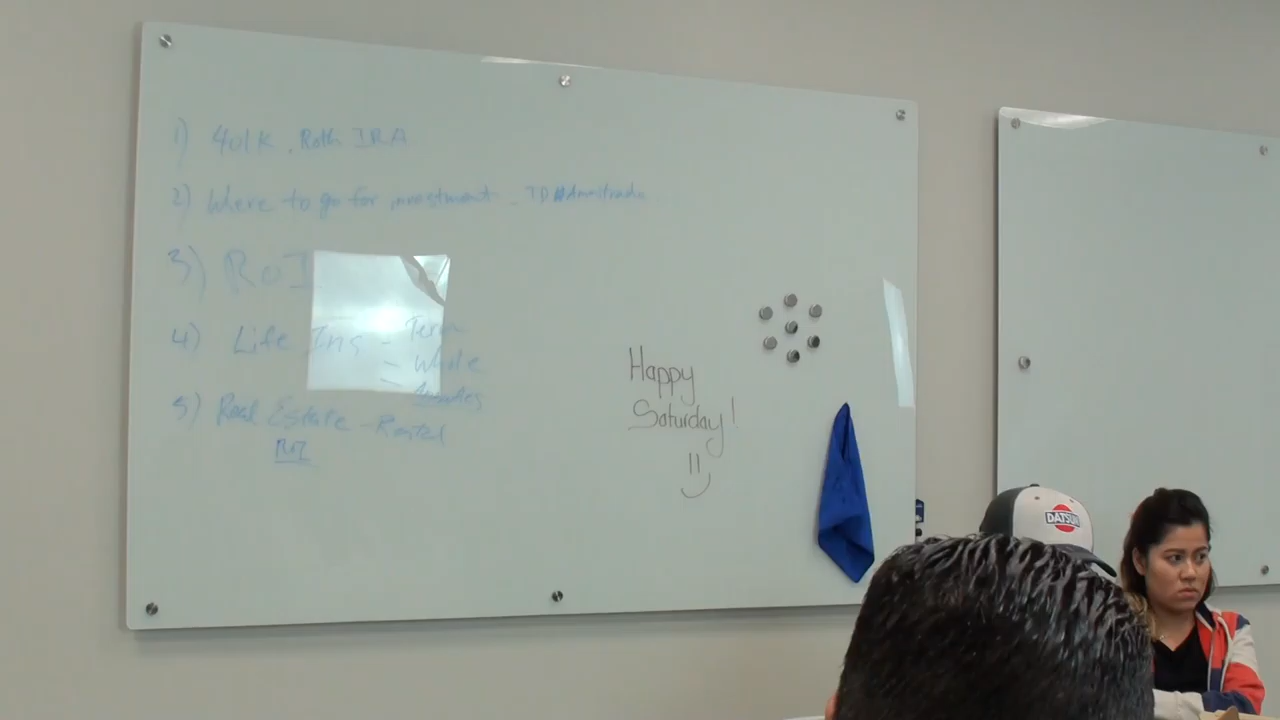 1) 401K, Roth IRA
2) Where to go for investment - TD Ameritrade
3) RoI
4) Life Ins - Term
- Whole
-
5) Real Estate - Rental
RoI
Happy
Saturday!
DATSUN